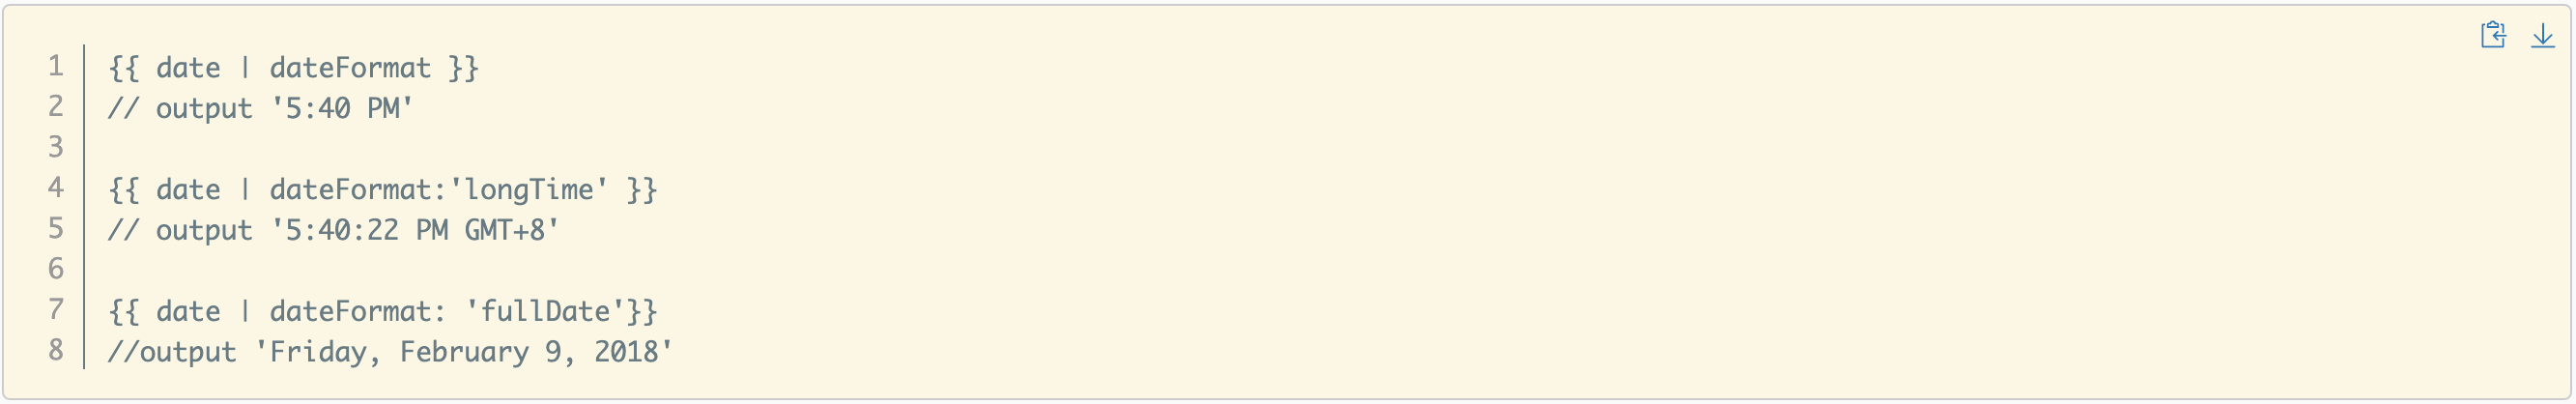 1 {{ date | dateFormat }}
2 // output '5:40 PM'
3
4 {{ date | dateFormat:'longTime' }}
5 // output '5:40:22 PM GMT+8'
6
7 {{ date | dateFormat: 'fullDate'}}
8 //output 'Friday, February 9, 2018'